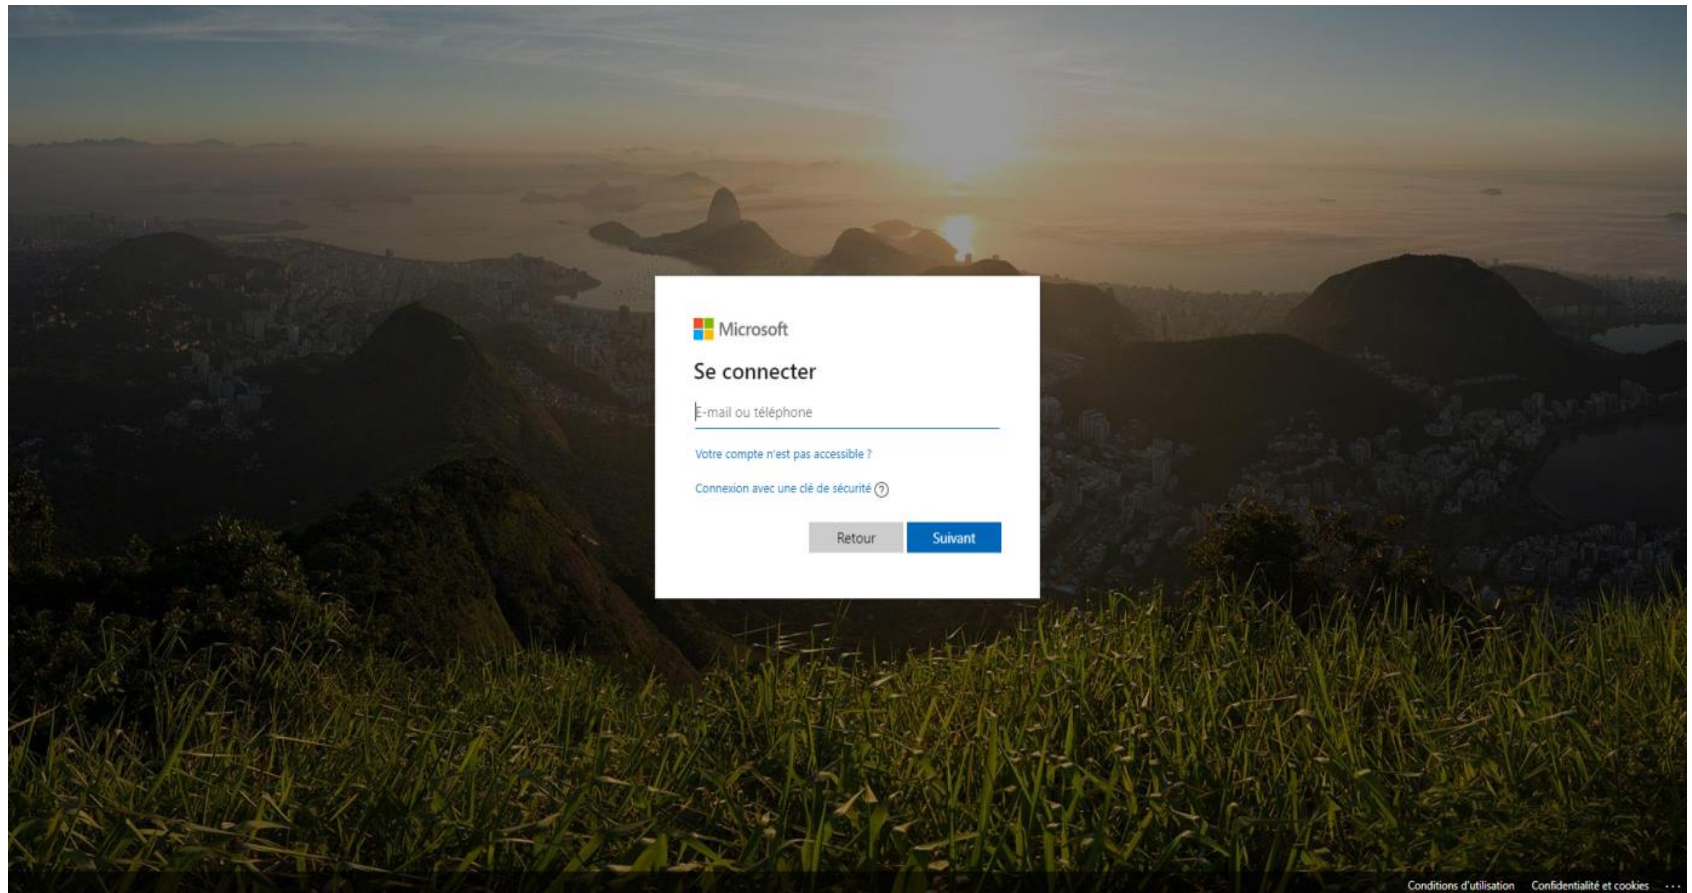 Microsoft
Se connecter
E-mail ou téléphone
Votre compte n'est pas accessible ?
Connexion avec une clé de sécurité ?
Retour Suivant
Conditions d'utilisation Confidentialité et cookies ...